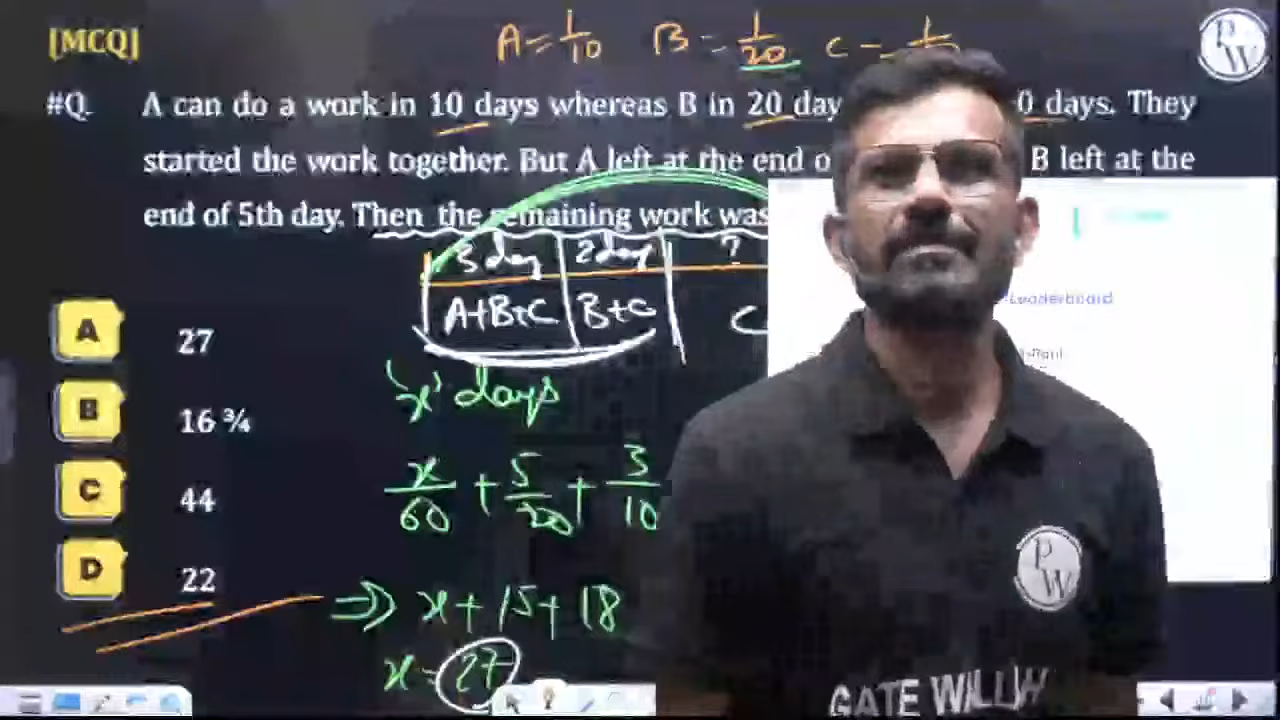 [MCQ]
A = 1/10 B = 1/20 C = 1
P W
#Q. A can do a work in 10 days whereas B in 20 day 0 days. They
started the work together. But A left at the end o B left at the
end of 5th day. Then the remaining work was
3 day 2 day ?
A+B+C B+C C
Leaderboard
A 27
'x' days
B 16 ¾
x/60 + 5/20 + 3/10
C 44
P W
D 22
⇒ x + 15 + 18
x = 27
GATE WALLAH